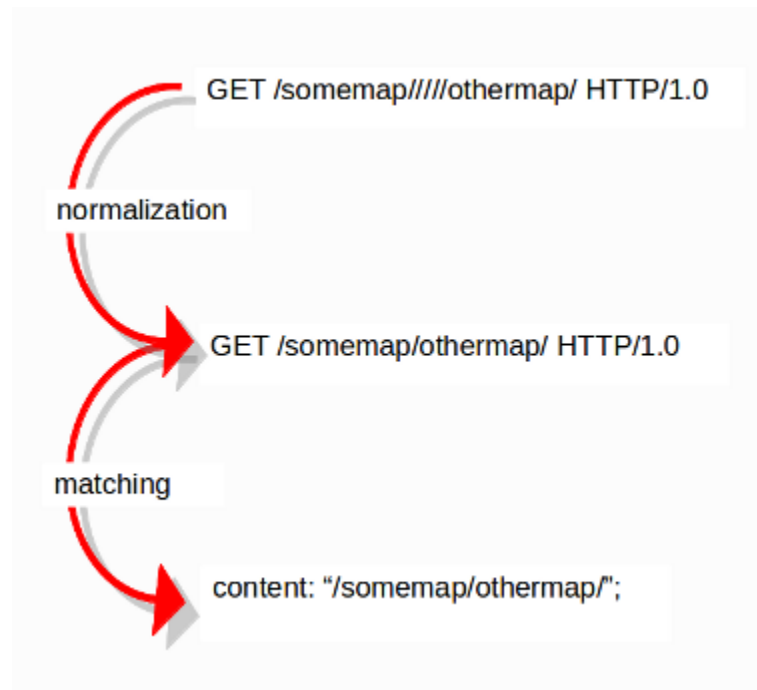 GET /somemap/////othermap/ HTTP/1.0
normalization
GET /somemap/othermap/ HTTP/1.0
matching
content: “/somemap/othermap/”;